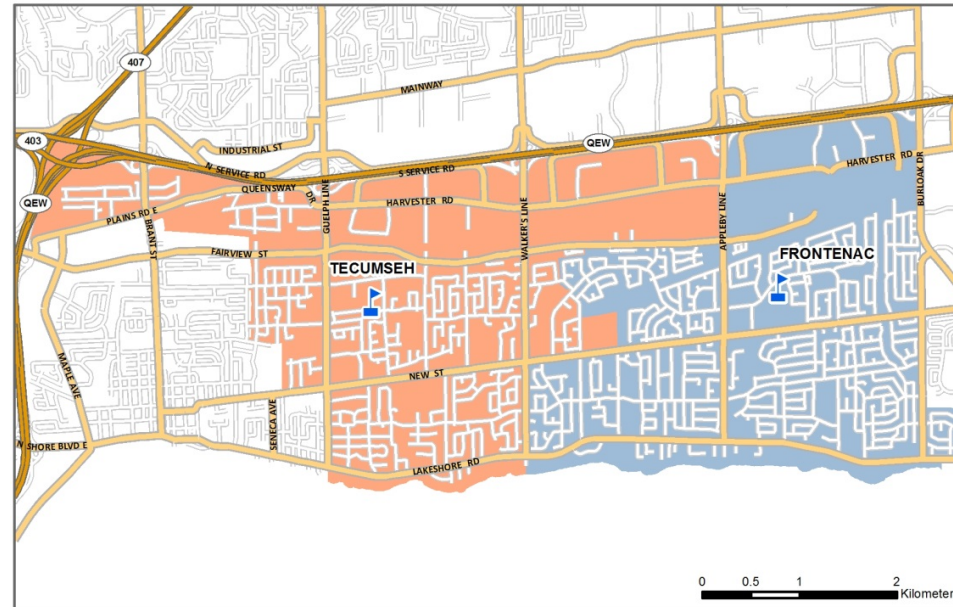 407
MAINWAY
403
INDUSTRIAL ST
QEW
N SERVICE RD
S SERVICE RD
HARVESTER RD
QUEENSWAY DR
QEW
PLAINS RD E
HARVESTER RD
GUELPH LINE
WALKER'S LINE
APPLEBY LINE
BURLOAK DR
BRANT ST
FAIRVIEW ST
TECUMSEH
FRONTENAC
MAPLE AVE
NEW ST
SENECA AVE
N SHORE BLVD E
LAKESHORE RD
0 0.5 1 2
Kilometer